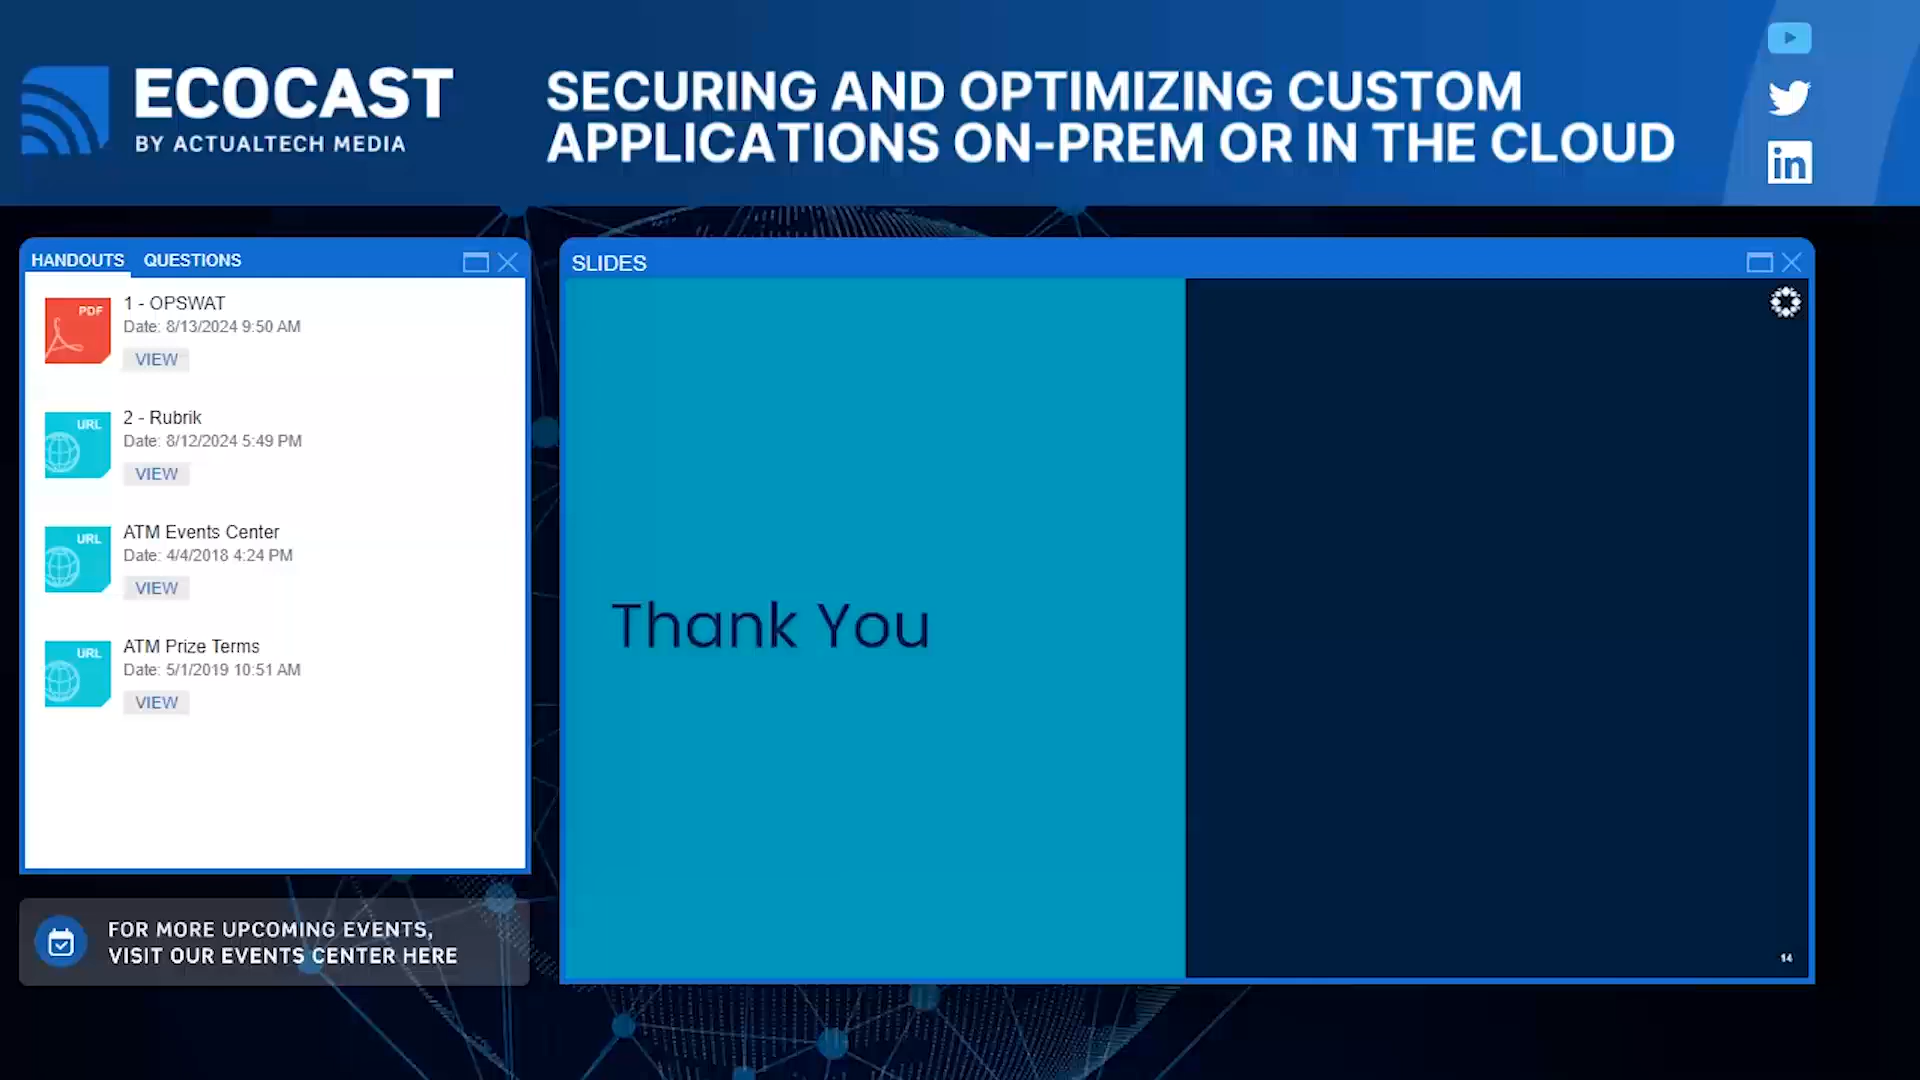 ECOCAST
BY ACTUALTECH MEDIA
SECURING AND OPTIMIZING CUSTOM
APPLICATIONS ON-PREM OR IN THE CLOUD
in
HANDOUTS QUESTIONS
PDF
1 - OPSWAT
Date: 8/13/2024 9:50 AM
VIEW
URL
2 - Rubrik
Date: 8/12/2024 5:49 PM
VIEW
URL
ATM Events Center
Date: 4/4/2018 4:24 PM
VIEW
URL
ATM Prize Terms
Date: 5/1/2019 10:51 AM
VIEW
FOR MORE UPCOMING EVENTS,
VISIT OUR EVENTS CENTER HERE
SLIDES
Thank You
14